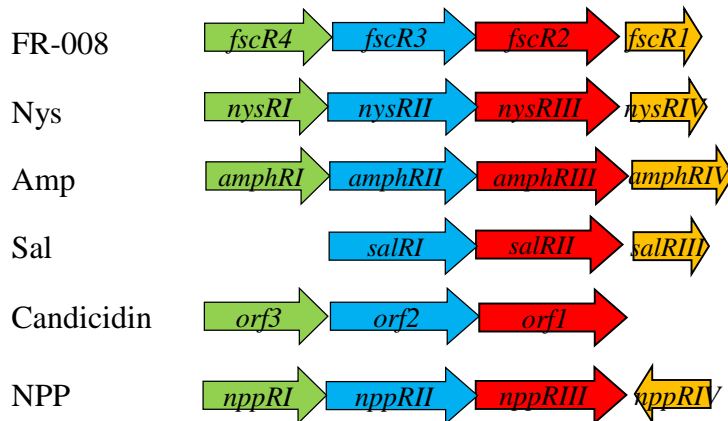 FR-008 fscR4 fscR3 fscR2 fscR1
Nys nysRI nysRII nysRIII nysRIV
Amp amphRI amphRII amphRIII amphRIV
Sal salRI salRII salRIII
Candicidin orf3 orf2 orf1
NPP nppRI nppRII nppRIII nppRIV